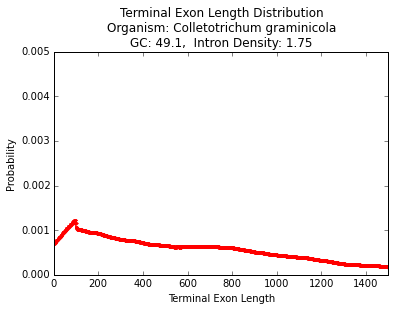 Terminal Exon Length Distribution
Organism: Colletotrichum graminicola
GC: 49.1,  Intron Density: 1.75
0.005
0.004
0.003
0.002
0.001
0.000
Probability
0 200 400 600 800 1000 1200 1400
Terminal Exon Length